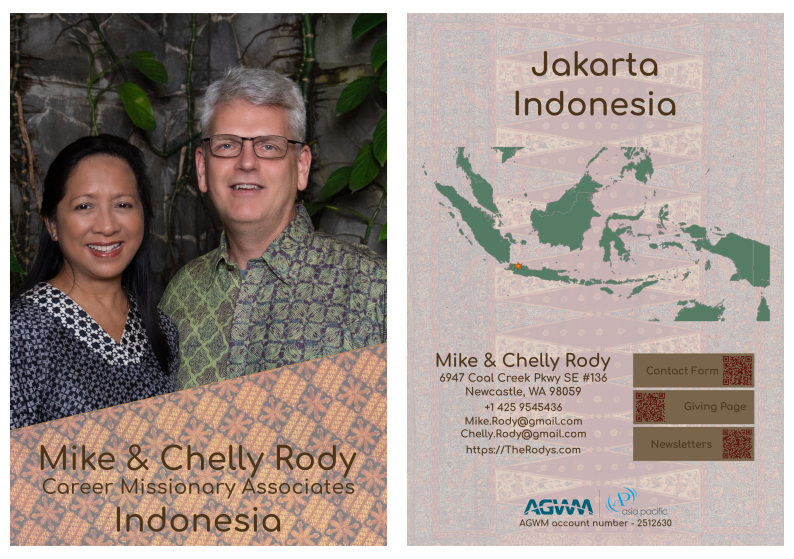 Mike & Chelly Rody
Career Missionary Associates
Indonesia
Jakarta
Indonesia
Mike & Chelly Rody
6947 Coal Creek Pkwy SE #136
Newcastle, WA 98059
+1 425 9545436
Mike.Rody@gmail.com
Chelly.Rody@gmail.com
https://TheRodys.com
Contact Form
Giving Page
Newsletters
AGWM
AP
asia pacific
AGWM account number - 2512630